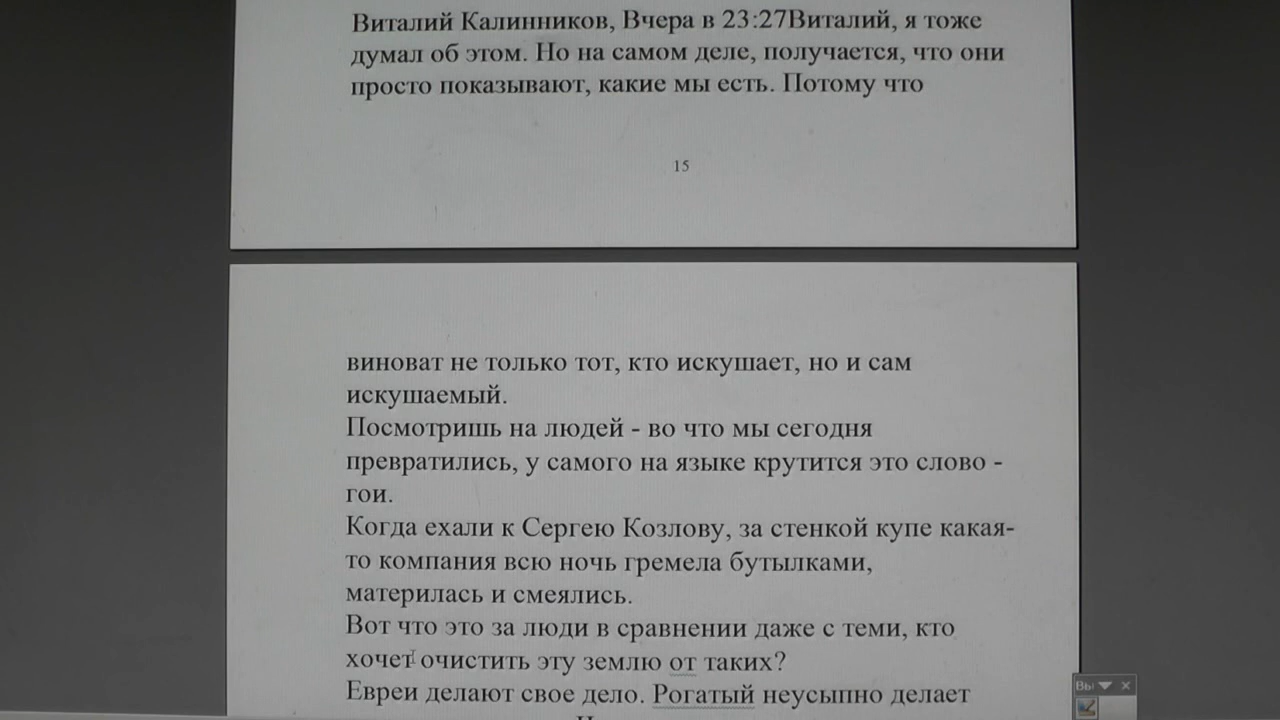 Виталий Калинников, Вчера в 23:27Виталий, я тоже
думал об этом. Но на самом деле, получается, что они
просто показывают, какие мы есть. Потому что
15
виноват не только тот, кто искушает, но и сам
искушаемый.
Посмотришь на людей - во что мы сегодня
превратились, у самого на языке крутится это слово -
гои.
Когда ехали к Сергею Козлову, за стенкой купе какая-
то компания всю ночь гремела бутылками,
материлась и смеялись.
Вот что это за люди в сравнении даже с теми, кто
хочет очистить эту землю от таких?
Евреи делают свое дело. Рогатый неусыпно делает
Вы